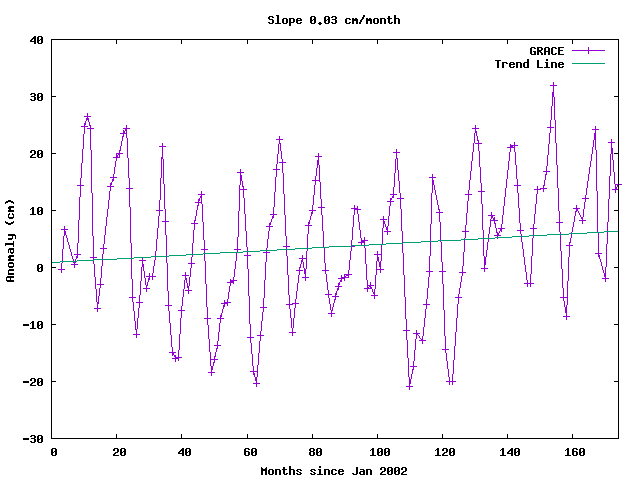 Slope 0.03 cm/month
GRACE
Trend Line
Anomaly (cm)
40
30
20
10
0
-10
-20
-30
0 20 40 60 80 100 120 140 160
Months since Jan 2002